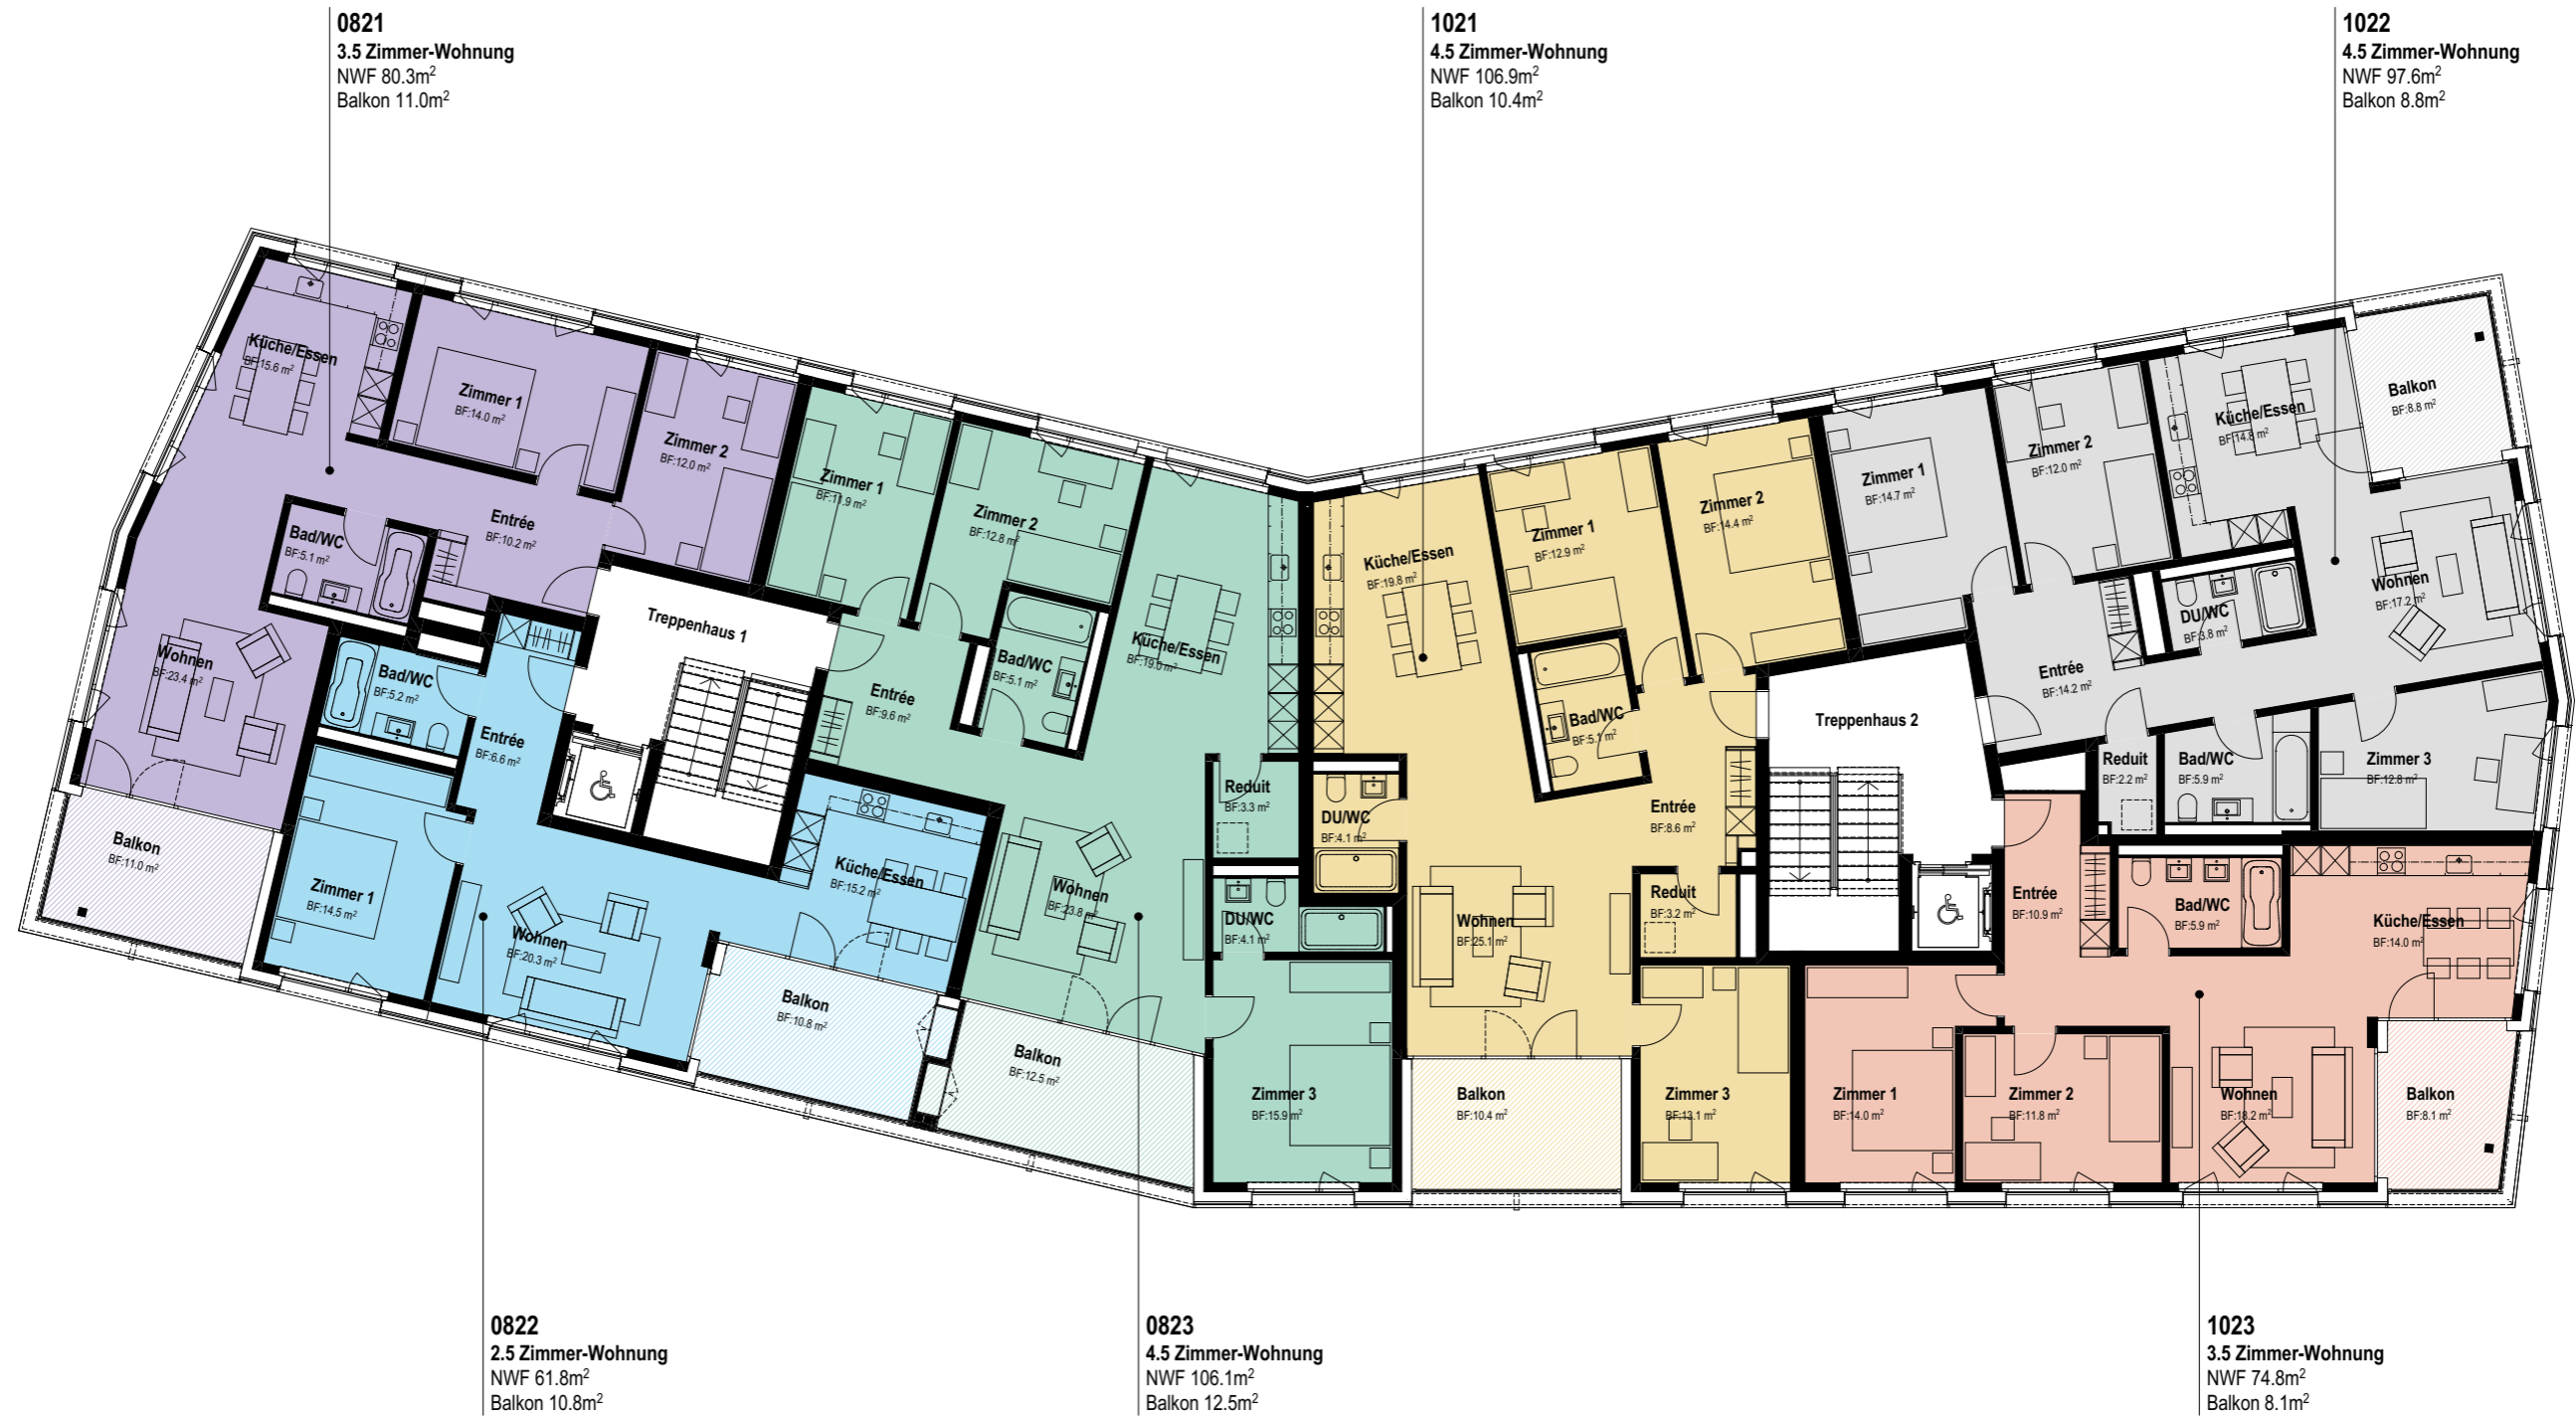 0821
3.5 Zimmer-Wohnung
NWF 80.3m²
Balkon 11.0m²
1021
4.5 Zimmer-Wohnung
NWF 106.9m²
Balkon 10.4m²
1022
4.5 Zimmer-Wohnung
NWF 97.6m²
Balkon 8.8m²
Küche/Essen
BF:15.6 m²
Zimmer 1
BF:14.0 m²
Zimmer 2
BF:12.0 m²
Entrée
BF:10.2 m²
Bad/WC
BF:5.1 m²
Wohnen
BF:23.4 m²
Balkon
BF:11.0 m²
Treppenhaus 1
Bad/WC
BF:5.2 m²
Entrée
BF:6.6 m²
Zimmer 1
BF:14.5 m²
Wohnen
BF:20.3 m²
Küche/Essen
BF:15.2 m²
Balkon
BF:10.8 m²
Zimmer 1
BF:11.9 m²
Zimmer 2
BF:12.8 m²
Küche/Essen
BF:19.0 m²
Bad/WC
BF:5.1 m²
Entrée
BF:9.6 m²
Reduit
BF:3.3 m²
Wohnen
BF:23.8 m²
DU/WC
BF:4.1 m²
Balkon
BF:12.5 m²
Zimmer 3
BF:15.9 m²
Küche/Essen
BF:19.8 m²
Zimmer 1
BF:12.9 m²
Zimmer 2
BF:14.4 m²
Bad/WC
BF:5.1 m²
DU/WC
BF:4.1 m²
Entrée
BF:8.6 m²
Wohnen
BF:25.1 m²
Reduit
BF:3.2 m²
Balkon
BF:10.4 m²
Zimmer 3
BF:13.1 m²
Treppenhaus 2
Zimmer 1
BF:14.7 m²
Zimmer 2
BF:12.0 m²
Küche/Essen
BF:14.8 m²
Balkon
BF:8.8 m²
Wohnen
BF:17.2 m²
DU/WC
BF:3.8 m²
Entrée
BF:14.2 m²
Reduit
BF:2.2 m²
Bad/WC
BF:5.9 m²
Zimmer 3
BF:12.8 m²
Entrée
BF:10.9 m²
Bad/WC
BF:5.9 m²
Küche/Essen
BF:14.0 m²
Zimmer 1
BF:14.0 m²
Zimmer 2
BF:11.8 m²
Wohnen
BF:18.2 m²
Balkon
BF:8.1 m²
0822
2.5 Zimmer-Wohnung
NWF 61.8m²
Balkon 10.8m²
0823
4.5 Zimmer-Wohnung
NWF 106.1m²
Balkon 12.5m²
1023
3.5 Zimmer-Wohnung
NWF 74.8m²
Balkon 8.1m²